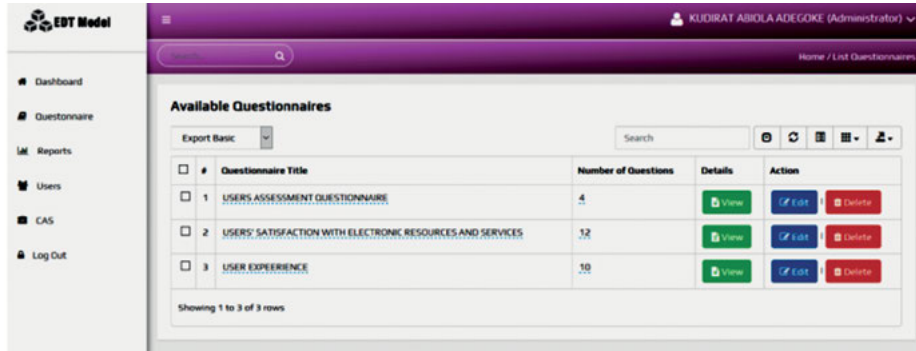 EDT Model
KUDIRAT ABIOLA ADEGOKE (Administrator)
Search...
Home / List Questionnaires
Dashboard
Questonnaire
Reports
Users
CAS
Log Out
Available Questionnaires
Export Basic
Search
# Questionnaire Title Number of Questions Details Action
1 USERS ASSESSMENT QUESTIONNAIRE 4 View Edit | Delete
2 USERS' SATISFACTION WITH ELECTRONIC RESOURCES AND SERVICES 12 View Edit | Delete
3 USER EXPEERIENCE 10 View Edit | Delete
Showing 1 to 3 of 3 rows